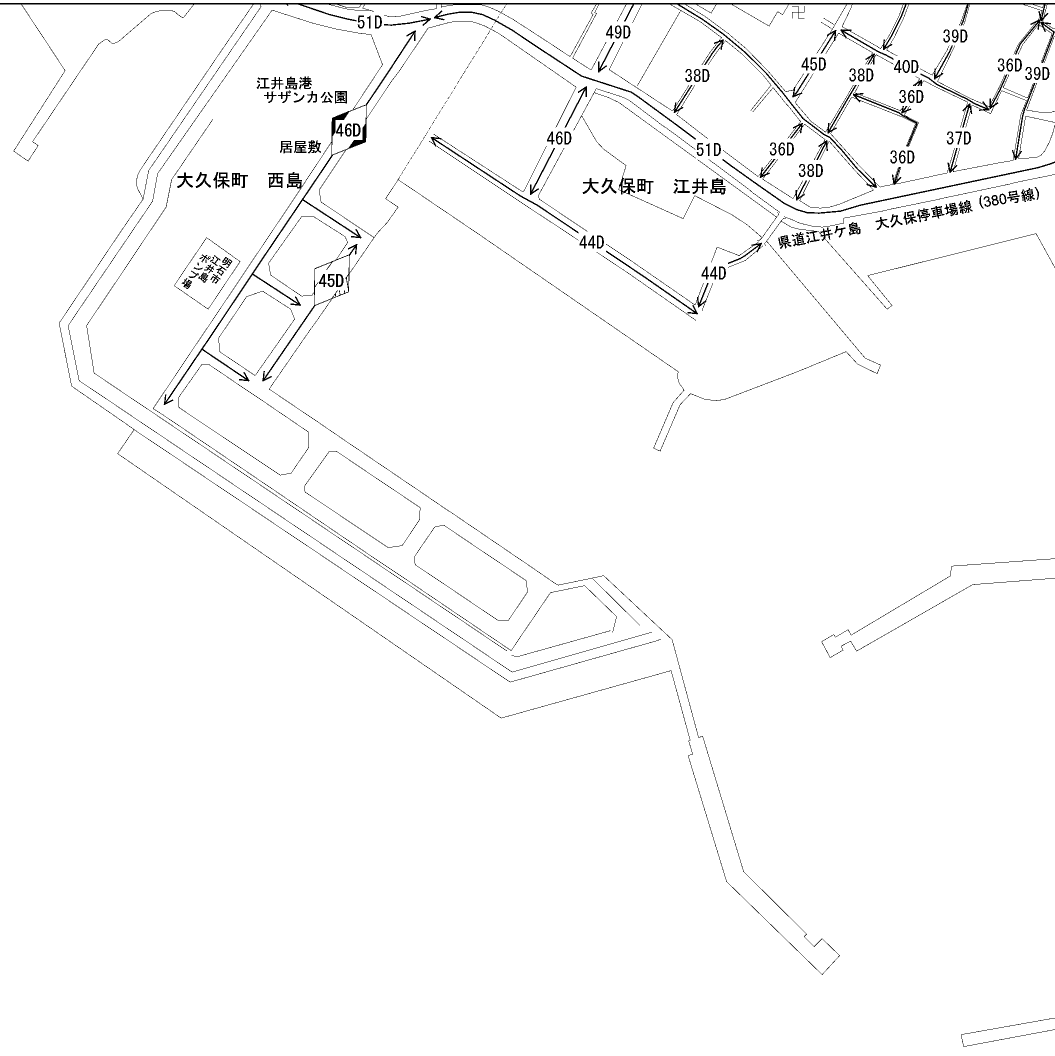 51D
49D
卍
39D
45D
40D
36D
39D
38D
38D
江井島港
サザンカ公園
36D
46D
居屋敷
46D
51D
36D
37D
36D
38D
大久保町　西島
大久保町　江井島
県道江井ケ島　大久保停車場線 (380号線)
44D
44D
45D
明石市
江井島
ポンプ場